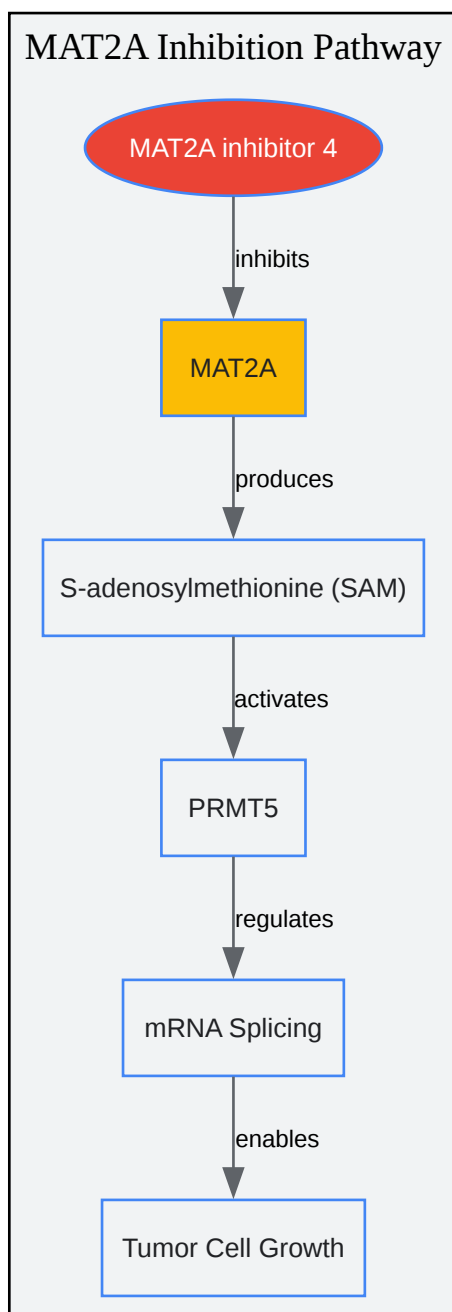 MAT2A Inhibition Pathway
MAT2A inhibitor 4
inhibits
MAT2A
produces
S-adenosylmethionine (SAM)
activates
PRMT5
regulates
mRNA Splicing
enables
Tumor Cell Growth